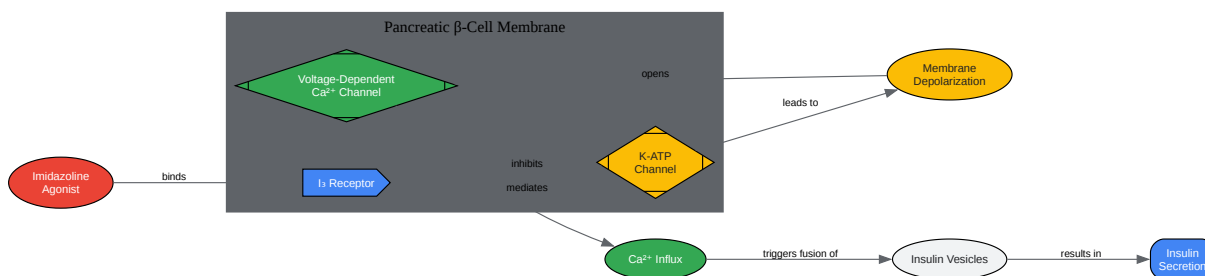 Pancreatic β-Cell Membrane
Voltage-Dependent
Ca²⁺ Channel
opens
Membrane
Depolarization
leads to
K-ATP
Channel
inhibits
mediates
Imidazoline
Agonist
binds
I₃ Receptor
Ca²⁺ Influx
triggers fusion of
Insulin Vesicles
results in
Insulin
Secretion